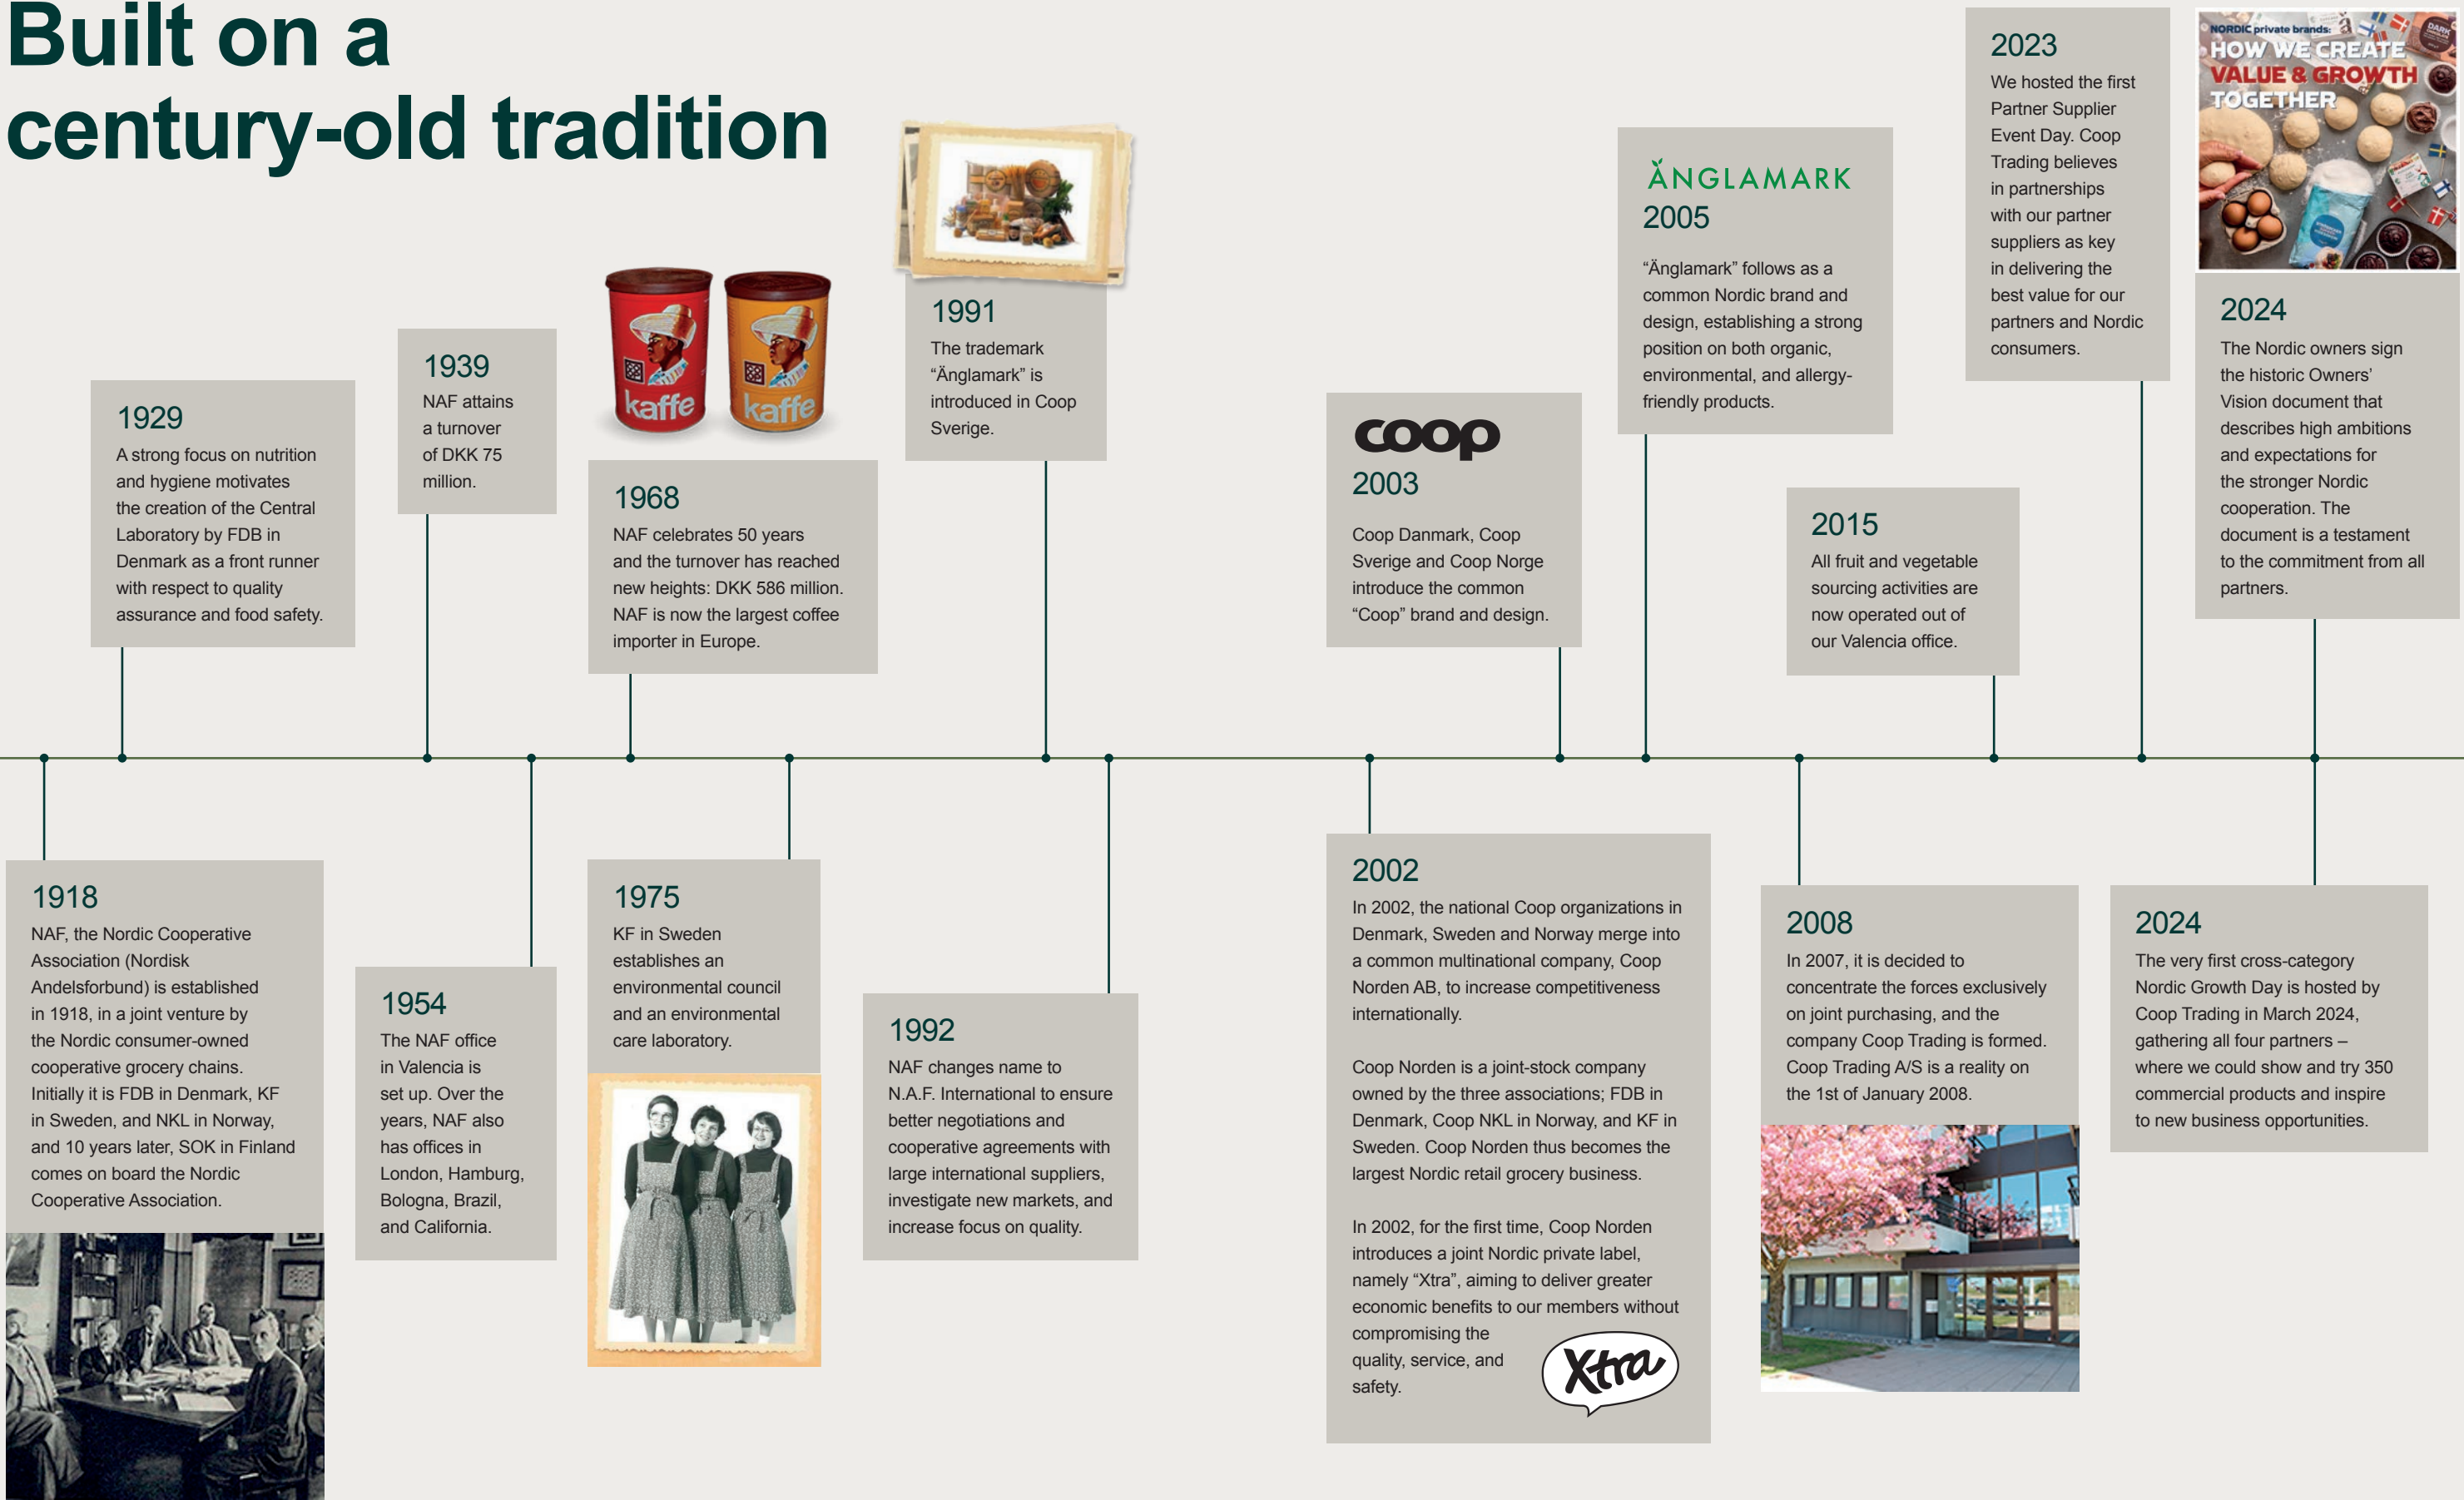 Built on a
century-old tradition
1918
NAF, the Nordic Cooperative
Association (Nordisk
Andelsforbund) is established
in 1918, in a joint venture by
the Nordic consumer-owned
cooperative grocery chains.
Initially it is FDB in Denmark, KF
in Sweden, and NKL in Norway,
and 10 years later, SOK in Finland
comes on board the Nordic
Cooperative Association.
1929
A strong focus on nutrition
and hygiene motivates
the creation of the Central
Laboratory by FDB in
Denmark as a front runner
with respect to quality
assurance and food safety.
1939
NAF attains
a turnover
of DKK 75
million.
1954
The NAF office
in Valencia is
set up. Over the
years, NAF also
has offices in
London, Hamburg,
Bologna, Brazil,
and California.
kaffe
kaffe
1968
NAF celebrates 50 years
and the turnover has reached
new heights: DKK 586 million.
NAF is now the largest coffee
importer in Europe.
1975
KF in Sweden
establishes an
environmental council
and an environmental
care laboratory.
1991
The trademark
“Änglamark” is
introduced in Coop
Sverige.
1992
NAF changes name to
N.A.F. International to ensure
better negotiations and
cooperative agreements with
large international suppliers,
investigate new markets, and
increase focus on quality.
2002
In 2002, the national Coop organizations in
Denmark, Sweden and Norway merge into
a common multinational company, Coop
Norden AB, to increase competitiveness
internationally.
Coop Norden is a joint-stock company
owned by the three associations; FDB in
Denmark, Coop NKL in Norway, and KF in
Sweden. Coop Norden thus becomes the
largest Nordic retail grocery business.
In 2002, for the first time, Coop Norden
introduces a joint Nordic private label,
namely “Xtra”, aiming to deliver greater
economic benefits to our members without
compromising the
quality, service, and
safety.
Xtra
coop
2003
Coop Danmark, Coop
Sverige and Coop Norge
introduce the common
“Coop” brand and design.
ÄNGLAMARK
2005
“Änglamark” follows as a
common Nordic brand and
design, establishing a strong
position on both organic,
environmental, and allergy-
friendly products.
2008
In 2007, it is decided to
concentrate the forces exclusively
on joint purchasing, and the
company Coop Trading is formed.
Coop Trading A/S is a reality on
the 1st of January 2008.
2015
All fruit and vegetable
sourcing activities are
now operated out of
our Valencia office.
2023
We hosted the first
Partner Supplier
Event Day. Coop
Trading believes
in partnerships
with our partner
suppliers as key
in delivering the
best value for our
partners and Nordic
consumers.
NORDIC private brands:
HOW WE CREATE
VALUE & GROWTH
TOGETHER
DARK
2024
The Nordic owners sign
the historic Owners’
Vision document that
describes high ambitions
and expectations for
the stronger Nordic
cooperation. The
document is a testament
to the commitment from all
partners.
2024
The very first cross-category
Nordic Growth Day is hosted by
Coop Trading in March 2024,
gathering all four partners –
where we could show and try 350
commercial products and inspire
to new business opportunities.